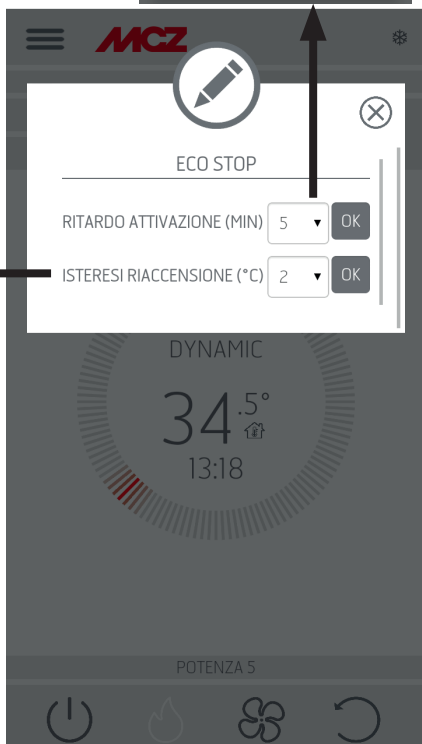 MCZ
ECO STOP
RITARDO ATTIVAZIONE (MIN) 5 OK
ISTERESI RIACCENSIONE (°C) 2 OK
DYNAMIC
34.5°
13:18
POTENZA 5